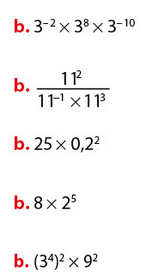 b. 3⁻² × 3⁸ × 3⁻¹⁰
b. 11² / 11⁻¹ × 11³
b. 25 × 0,2²
b. 8 × 2⁵
b. (3⁴)² × 9²